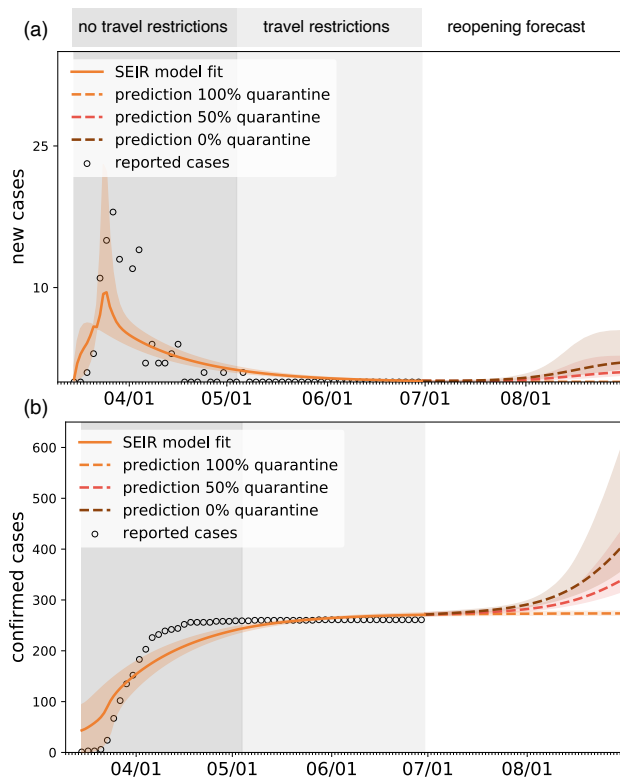 (a)
no travel restrictions
travel restrictions
reopening forecast
SEIR model fit
prediction 100% quarantine
prediction 50% quarantine
prediction 0% quarantine
reported cases
25
10
new cases
04/01
05/01
06/01
07/01
08/01
(b)
600
500
400
300
200
100
0
SEIR model fit
prediction 100% quarantine
prediction 50% quarantine
prediction 0% quarantine
reported cases
confirmed cases
04/01
05/01
06/01
07/01
08/01